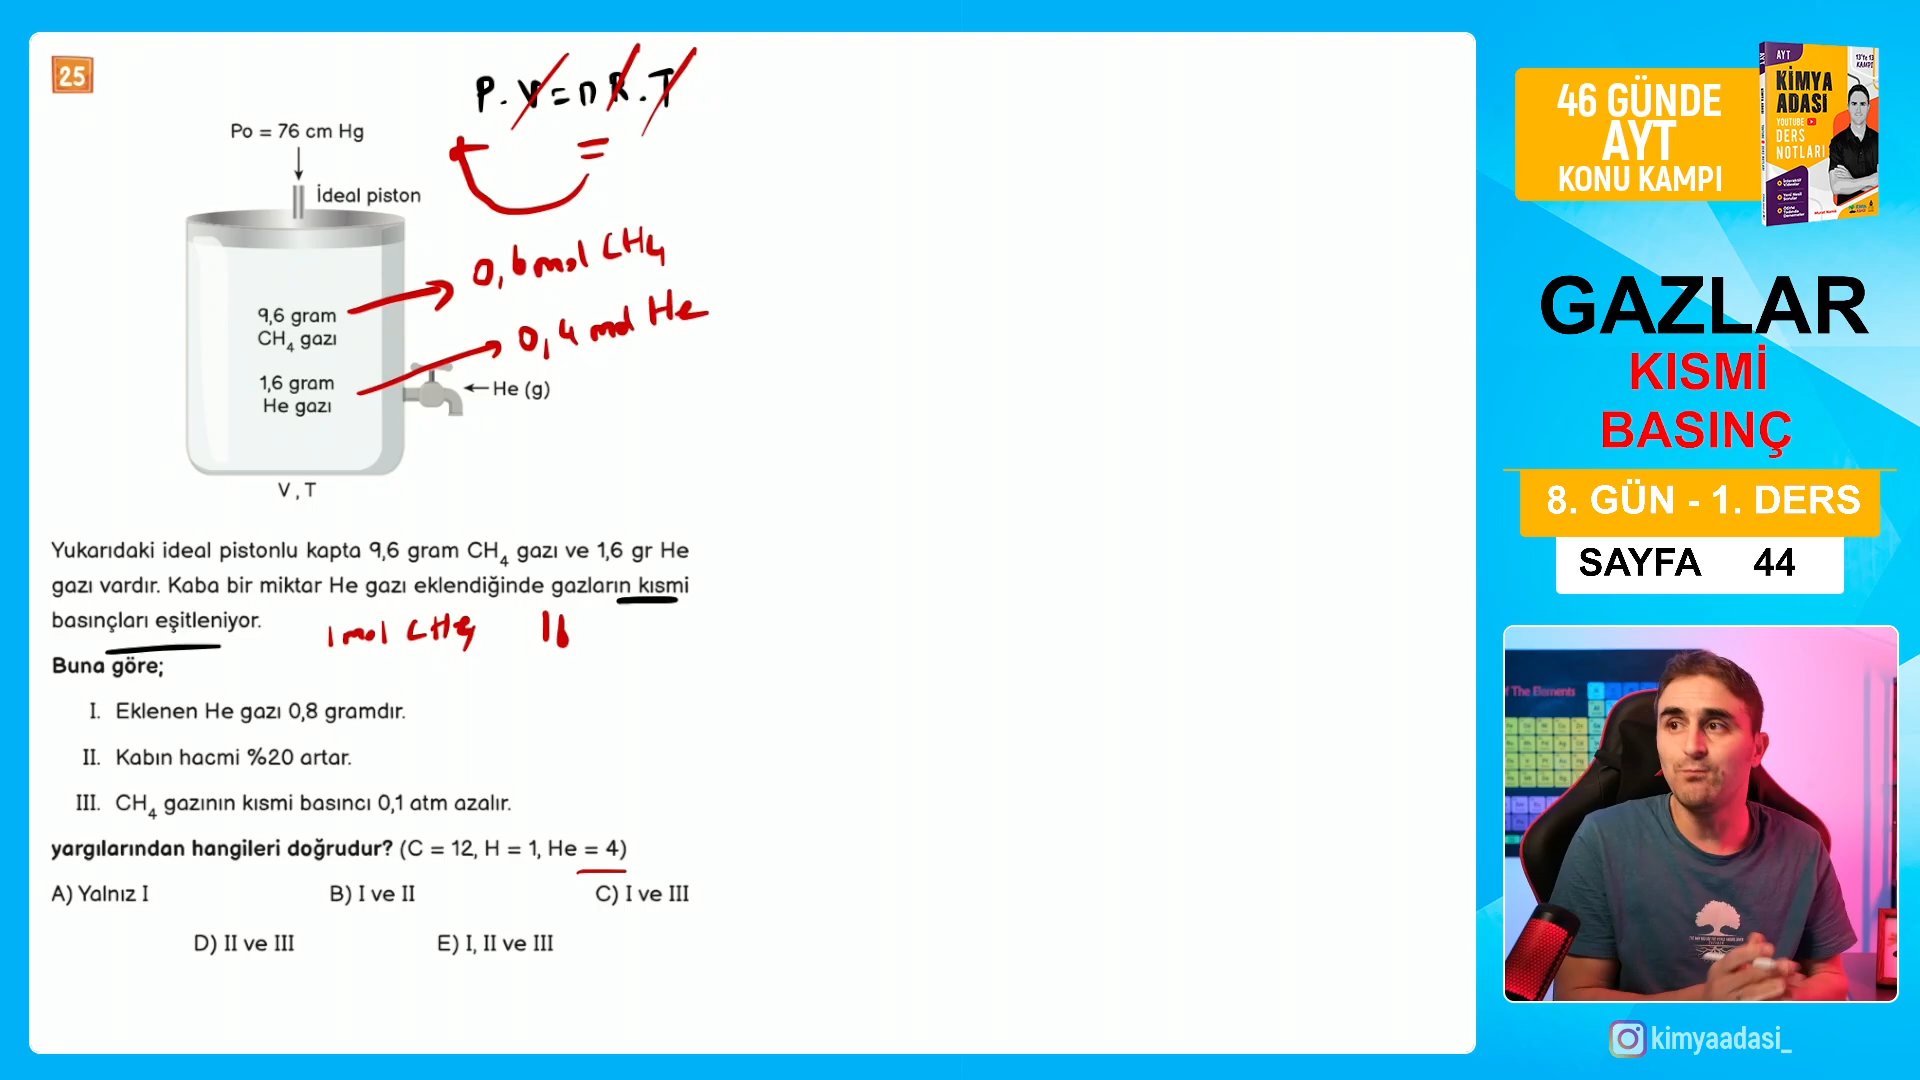 25
P.V=nR.T
Po = 76 cm Hg
İdeal piston
0,6 mol CH4
9,6 gram
CH4 gazı
0,4 mol He
1,6 gram
He gazı
He (g)
V , T
Yukarıdaki ideal pistonlu kapta 9,6 gram CH4 gazı ve 1,6 gr He
gazı vardır. Kaba bir miktar He gazı eklendiğinde gazların kısmi
basınçları eşitleniyor.
1 mol CH4 16
Buna göre;
I. Eklenen He gazı 0,8 gramdır.
II. Kabın hacmi %20 artar.
III. CH4 gazının kısmi basıncı 0,1 atm azalır.
yargılarından hangileri doğrudur? (C = 12, H = 1, He = 4)
A) Yalnız I B) I ve II C) I ve III
D) II ve III E) I, II ve III
46 GÜNDE
AYT
KONU KAMPI
AYT
KİMYA
ADASI
YOUTUBE
DERS
NOTLARI
GAZLAR
KISMİ
BASINÇ
8. GÜN - 1. DERS
SAYFA 44
The Elements
kimyaadasi_